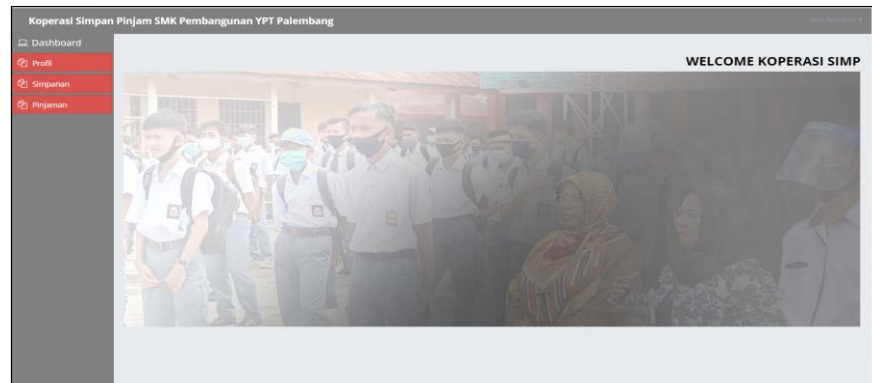 Koperasi Simpan Pinjam SMK Pembangunan YPT Palembang
Dashboard
WELCOME KOPERASI SIMP
Profil
Simpanan
Pinjaman